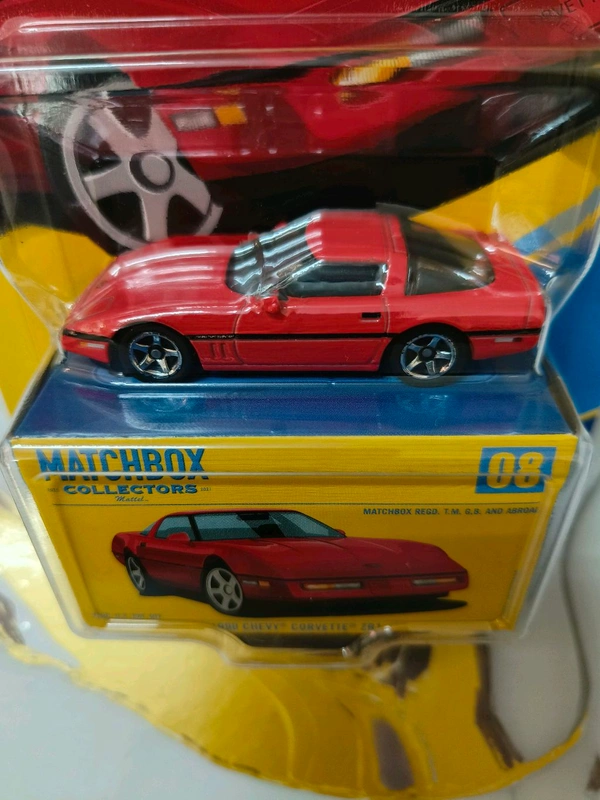 MATCHBOX
COLLECTORS
Mattel
08
MATCHBOX REGD. T.M. G.B. AND ABROAD
CHEVY® CORVETTE®